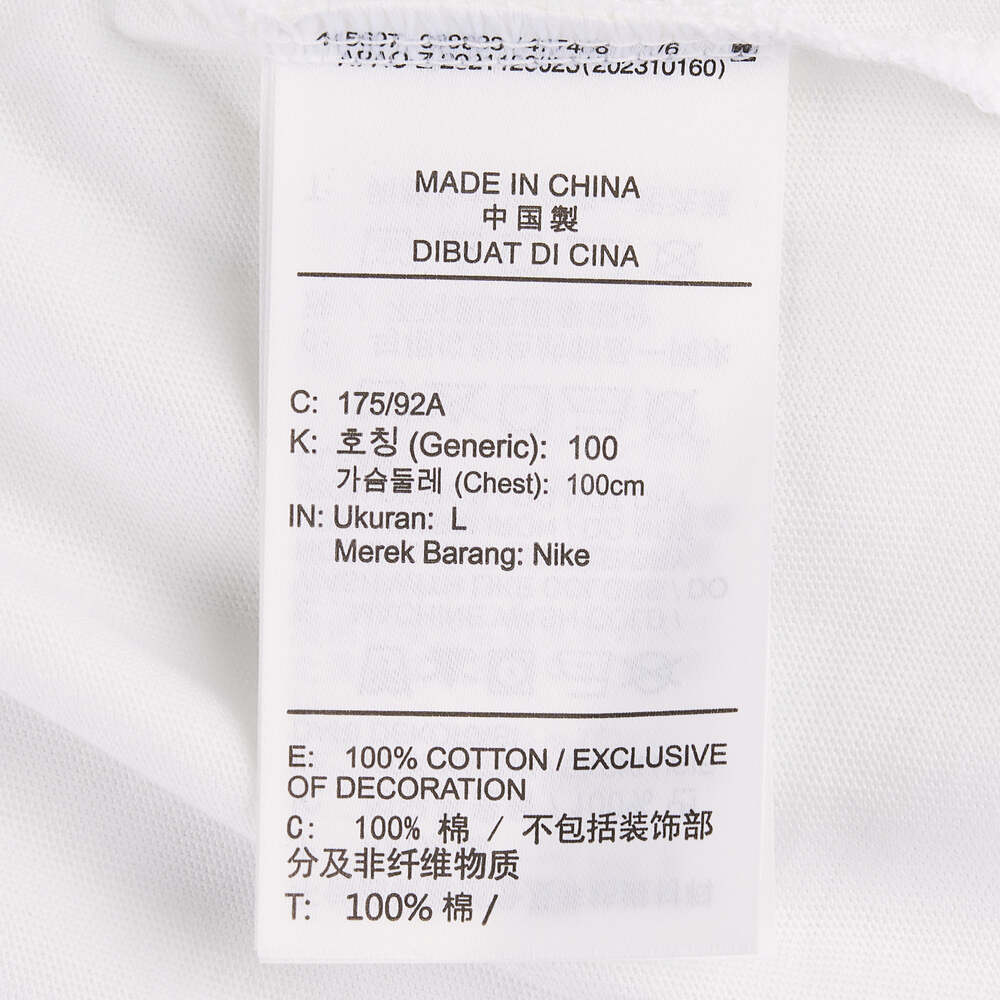 (202310160)
MADE IN CHINA
中国製
DIBUAT DI CINA
C: 175/92A
K: 호칭 (Generic): 100
가슴둘레 (Chest): 100cm
IN: Ukuran: L
Merek Barang: Nike
E: 100% COTTON / EXCLUSIVE
OF DECORATION
C: 100% 棉 / 不包括装饰部
分及非纤维物质
T: 100% 棉 /